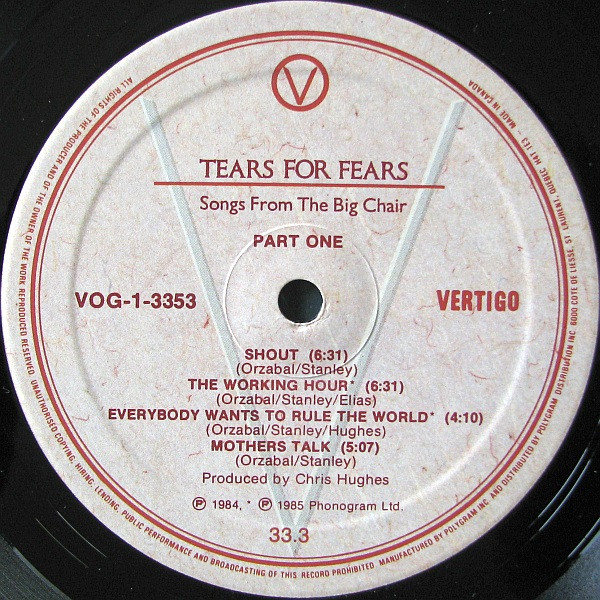 V
TEARS FOR FEARS
Songs From The Big Chair
PART ONE
VOG-1-3353
VERTIGO
SHOUT (6:31)
(Orzabal/Stanley)
THE WORKING HOUR* (6:31)
(Orzabal/Stanley/Elias)
EVERYBODY WANTS TO RULE THE WORLD* (4:10)
(Orzabal/Stanley/Hughes)
MOTHERS TALK (5:07)
(Orzabal/Stanley)
Produced by Chris Hughes
℗ 1984, * ℗ 1985 Phonogram Ltd.
33.3
ALL RIGHTS OF THE PRODUCER AND OF THE OWNER OF THE WORK REPRODUCED RESERVED. UNAUTHORISED COPYING, HIRING, LENDING, PUBLIC PERFORMANCE AND BROADCASTING OF THIS RECORD PROHIBITED. MANUFACTURED BY POLYGRAM INC. AND DISTRIBUTED BY POLYGRAM DISTRIBUTION INC. 6000 COTE DE LIESSE, ST LAURENT, QUEBEC, H4T 1E3 MADE IN CANADA